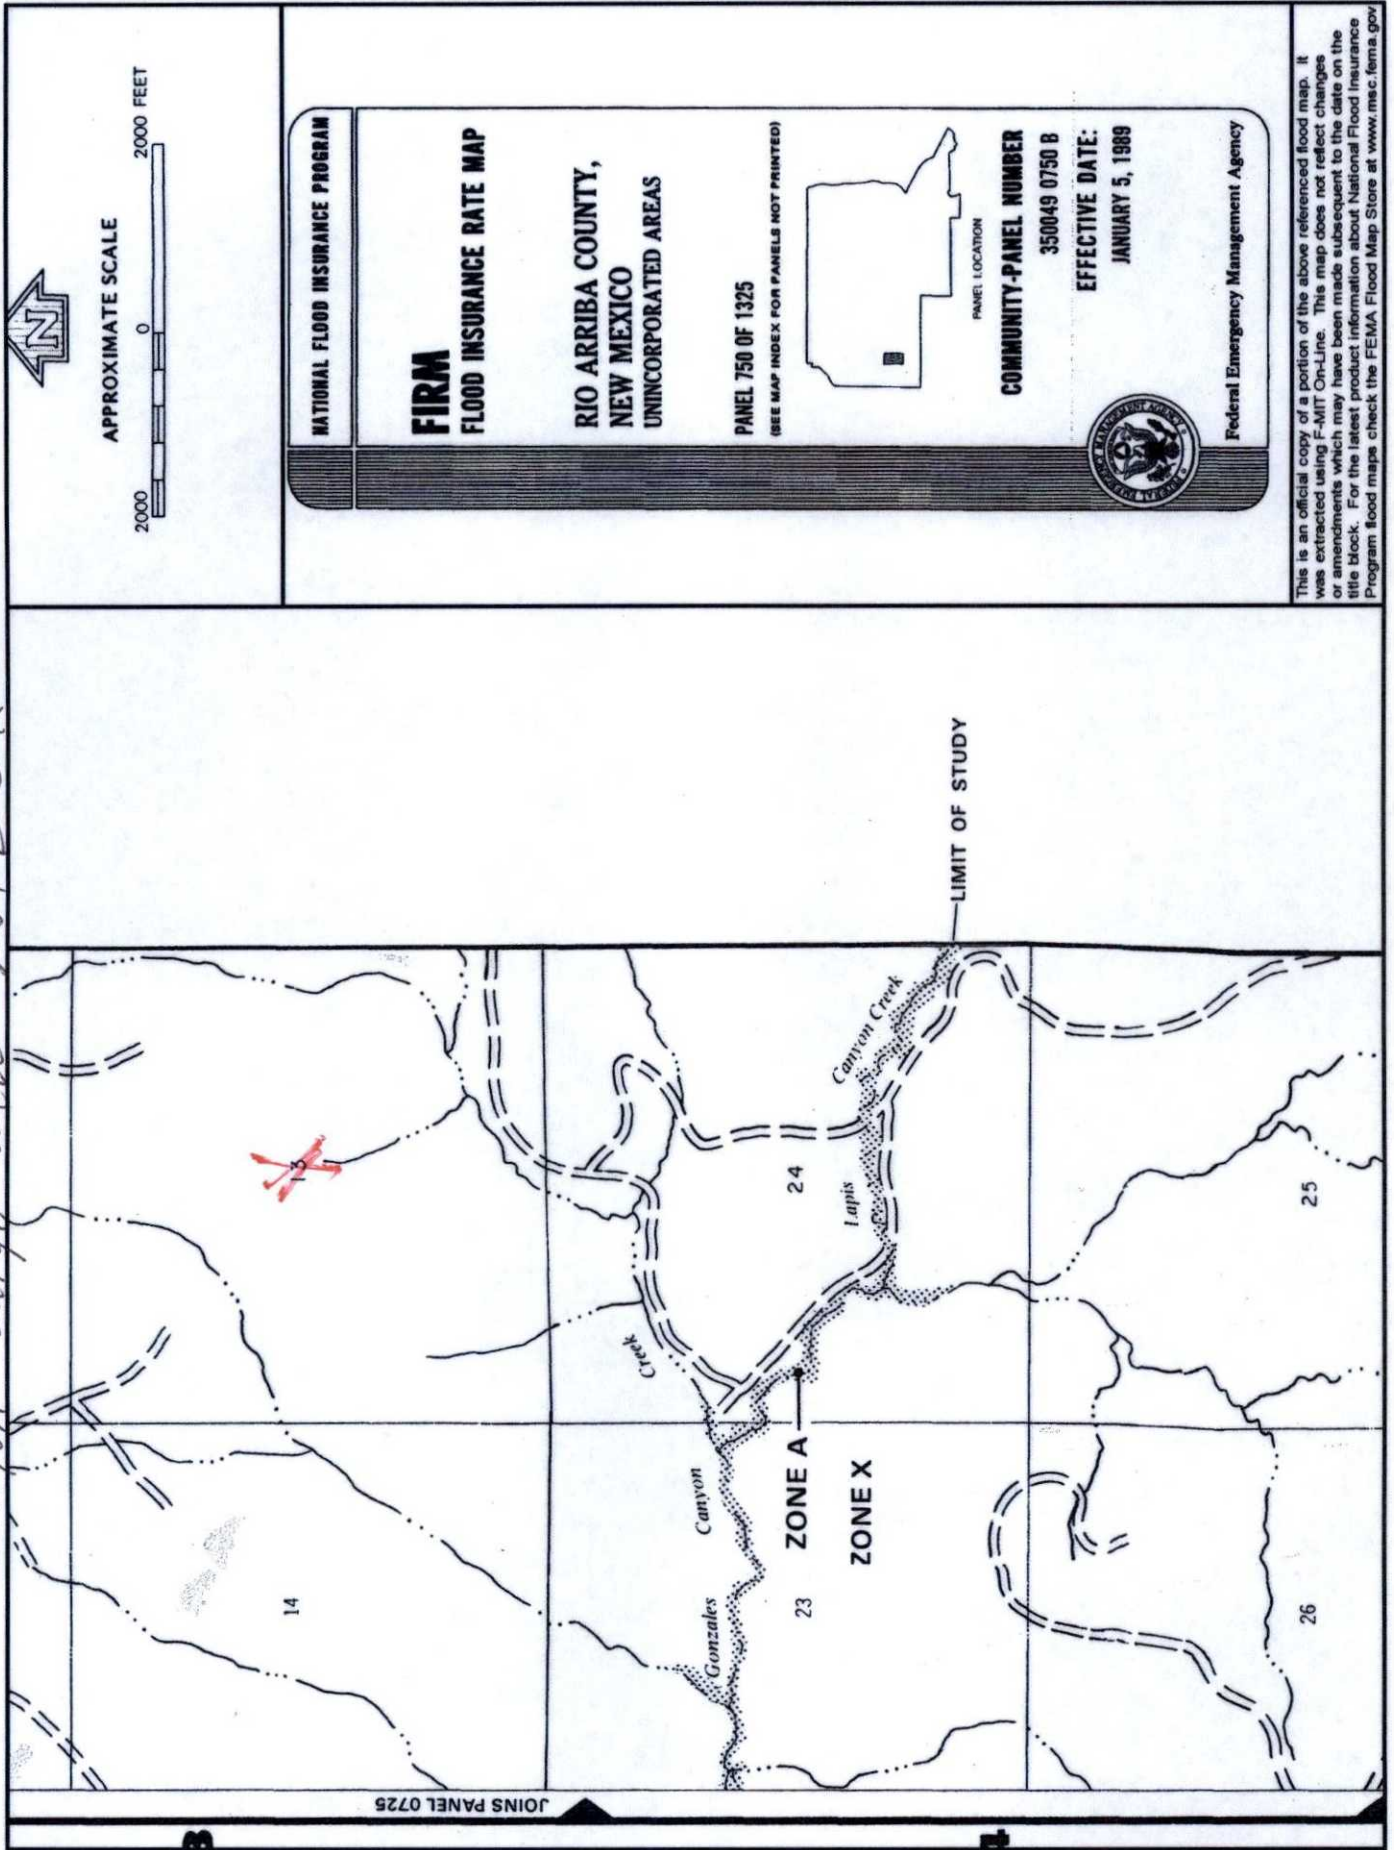 APPROXIMATE SCALE
2000 0 2000 FEET
N
NATIONAL FLOOD INSURANCE PROGRAM
FIRM
FLOOD INSURANCE RATE MAP
RIO ARRIBA COUNTY,
NEW MEXICO
UNINCORPORATED AREAS
PANEL 750 OF 1325
(SEE MAP INDEX FOR PANELS NOT PRINTED)
PANEL LOCATION
COMMUNITY-PANEL NUMBER
350049 0750 B
EFFECTIVE DATE:
JANUARY 5, 1989
FEDERAL EMERGENCY MANAGEMENT AGENCY
Federal Emergency Management Agency
This is an official copy of a portion of the above referenced flood map. It
was extracted using F-MIT On-Line. This map does not reflect changes
or amendments which may have been made subsequent to the date on the
title block. For the latest product information about National Flood Insurance
Program flood maps check the FEMA Flood Map Store at www.msc.fema.gov
JOINS PANEL 0725
3
14
13
Gonzales
Canyon
Creek
23
ZONE A
ZONE X
24
Lapis
Canyon Creek
LIMIT OF STUDY
26
25